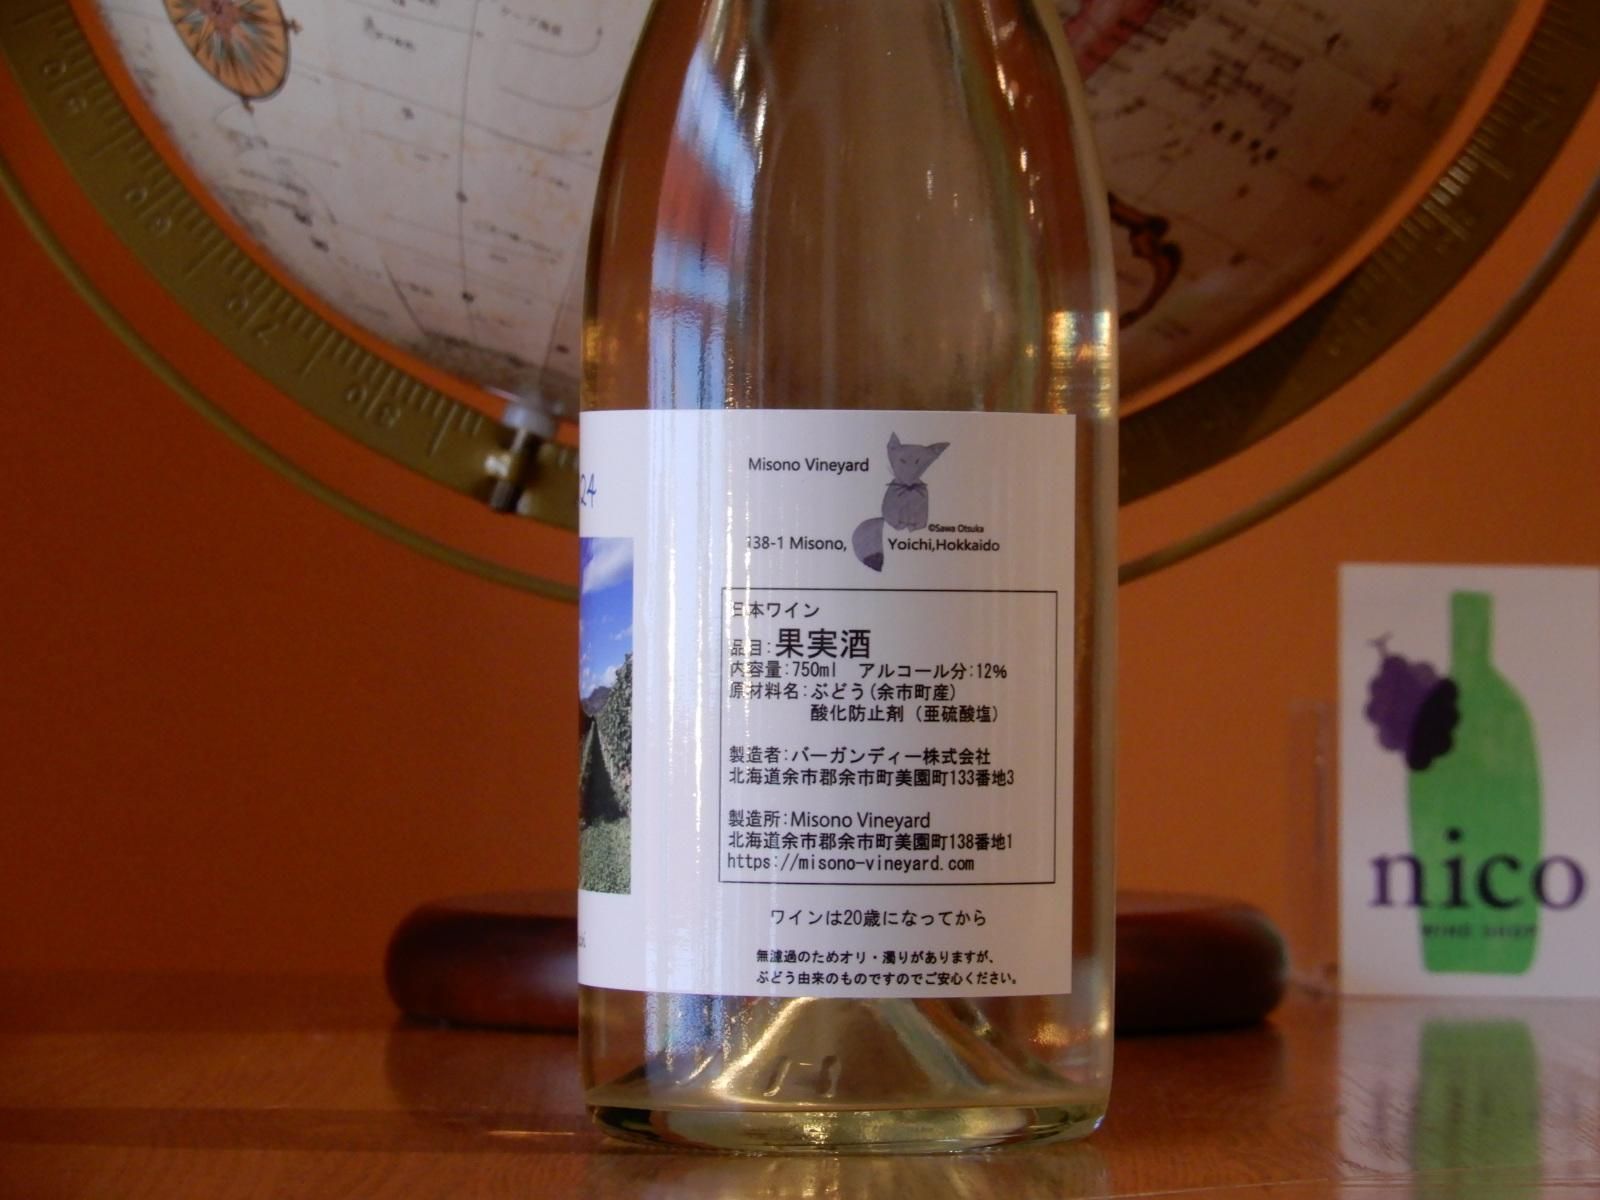 24
Misono Vineyard
©Sawa Otsuka
138-1 Misono, Yoichi,Hokkaido
日本ワイン
品目:果実酒
内容量:750ml アルコール分:12%
原材料名:ぶどう(余市町産)
酸化防止剤(亜硫酸塩)
製造者:バーガンディー株式会社
北海道余市郡余市町美園町133番地3
製造所:Misono Vineyard
北海道余市郡余市町美園町138番地1
https://misono-vineyard.com
ワインは20歳になってから
無濾過のためオリ・濁りがありますが、
ぶどう由来のものですのでご安心ください。
nico
WINE SHOP